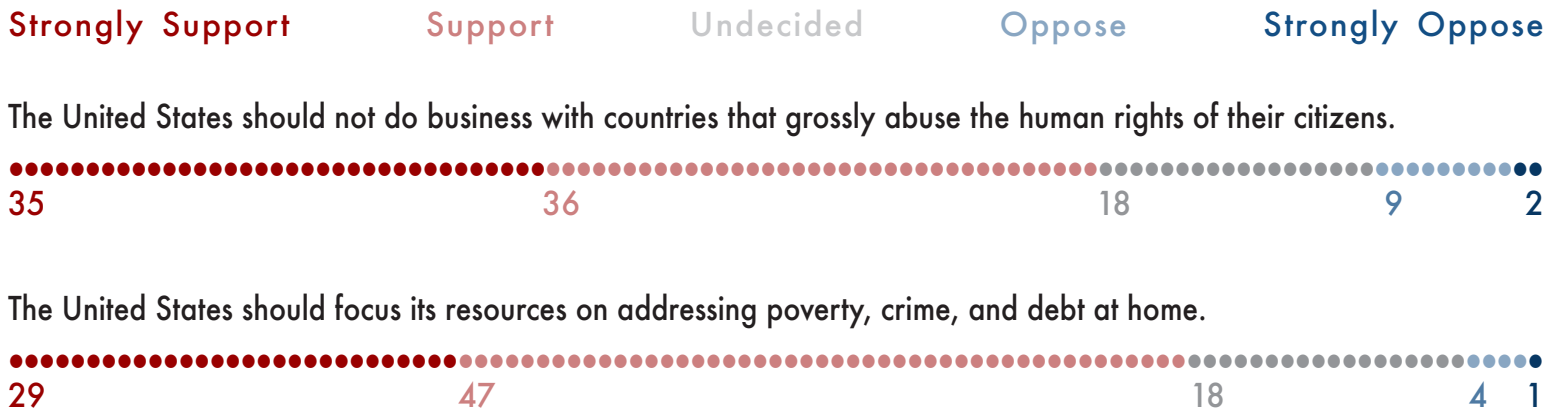 Strongly Support Support Undecided Oppose Strongly Oppose
The United States should not do business with countries that grossly abuse the human rights of their citizens.
35 36 18 9 2
The United States should focus its resources on addressing poverty, crime, and debt at home.
29 47 18 4 1